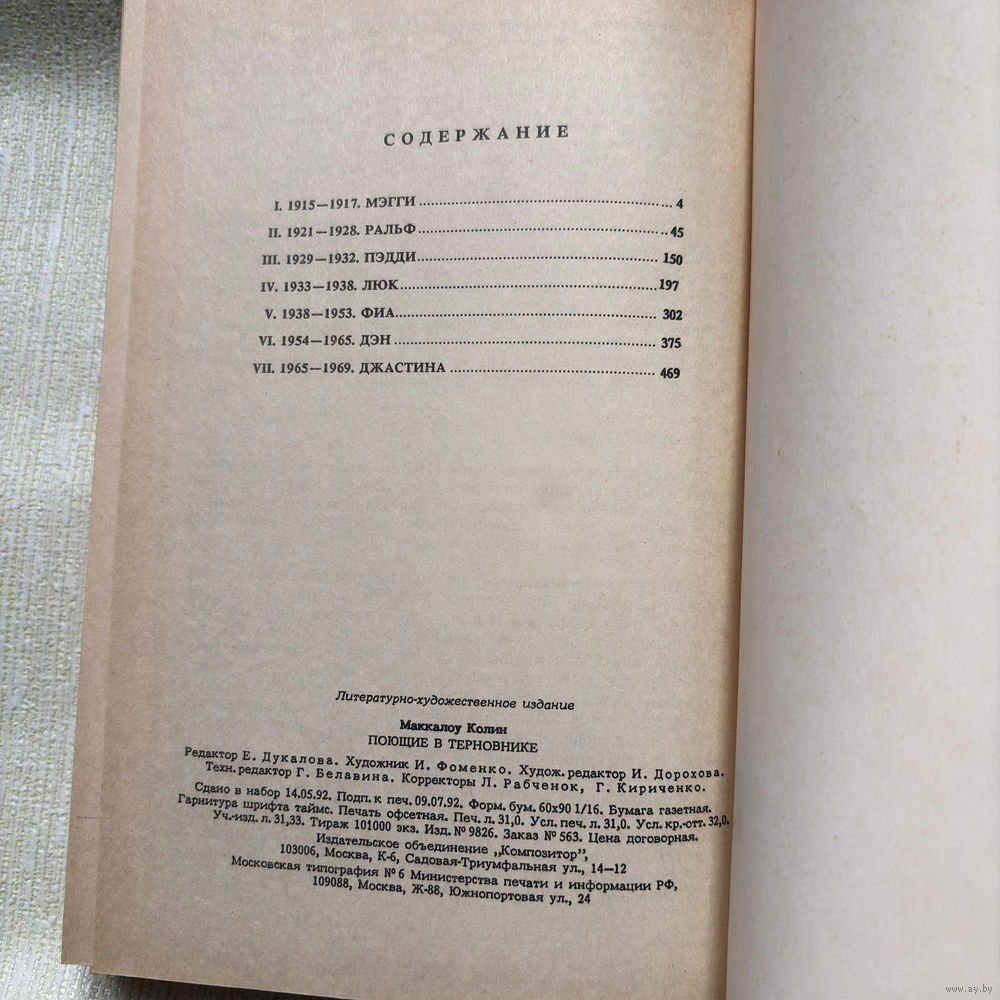 СОДЕРЖАНИЕ
I. 1915—1917. МЭГГИ ........................................................ 4
II. 1921—1928. РАЛЬФ ........................................................ 45
III. 1929—1932. ПЭДДИ ........................................................ 150
IV. 1933—1938. ЛЮК ........................................................ 197
V. 1938—1953. ФИА ........................................................ 302
VI. 1954—1965. ДЭН ........................................................ 375
VII. 1965—1969. ДЖАСТИНА ............................................ 469
Литературно-художественное издание
Маккалоу Колин
ПОЮЩИЕ В ТЕРНОВНИКЕ
Редактор Е. Дукалова. Художник И. Фоменко. Худож. редактор И. Дорохова.
Техн. редактор Г. Белавина. Корректоры Л. Рабченок, Г. Кириченко.
Сдано в набор 14.05.92. Подп. к печ. 09.07.92. Форм. бум. 60x90 1/16. Бумага газетная.
Гарнитура шрифта таймс. Печать офсетная. Печ. л. 31,0. Усл. печ. л. 31,0. Усл. кр.-отт. 32,0.
Уч.-изд. л. 31,33. Тираж 101000 экз. Изд. № 9826. Заказ № 563. Цена договорная.
Издательское объединение „Композитор”,
103006, Москва, К-6, Садовая-Триумфальная ул., 14—12
Московская типография № 6 Министерства печати и информации РФ,
109088, Москва, Ж-88, Южнопортовая ул., 24
www.ay.by